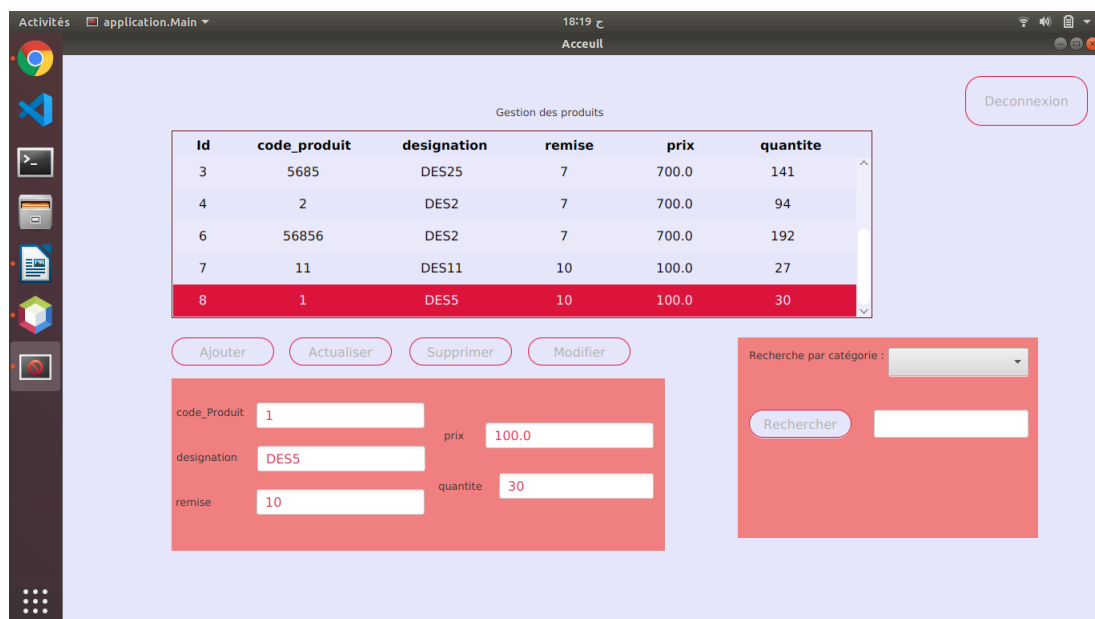 Activités application.Main 18:19 ح
Acceuil
Deconnexion
Gestion des produits
Id code_produit designation remise prix quantite
3 5685 DES25 7 700.0 141
4 2 DES2 7 700.0 94
6 56856 DES2 7 700.0 192
7 11 DES11 10 100.0 27
8 1 DES5 10 100.0 30
Ajouter Actualiser Supprimer Modifier
Recherche par catégorie :
code_Produit 1
prix 100.0
Rechercher
designation DES5
quantite 30
remise 10